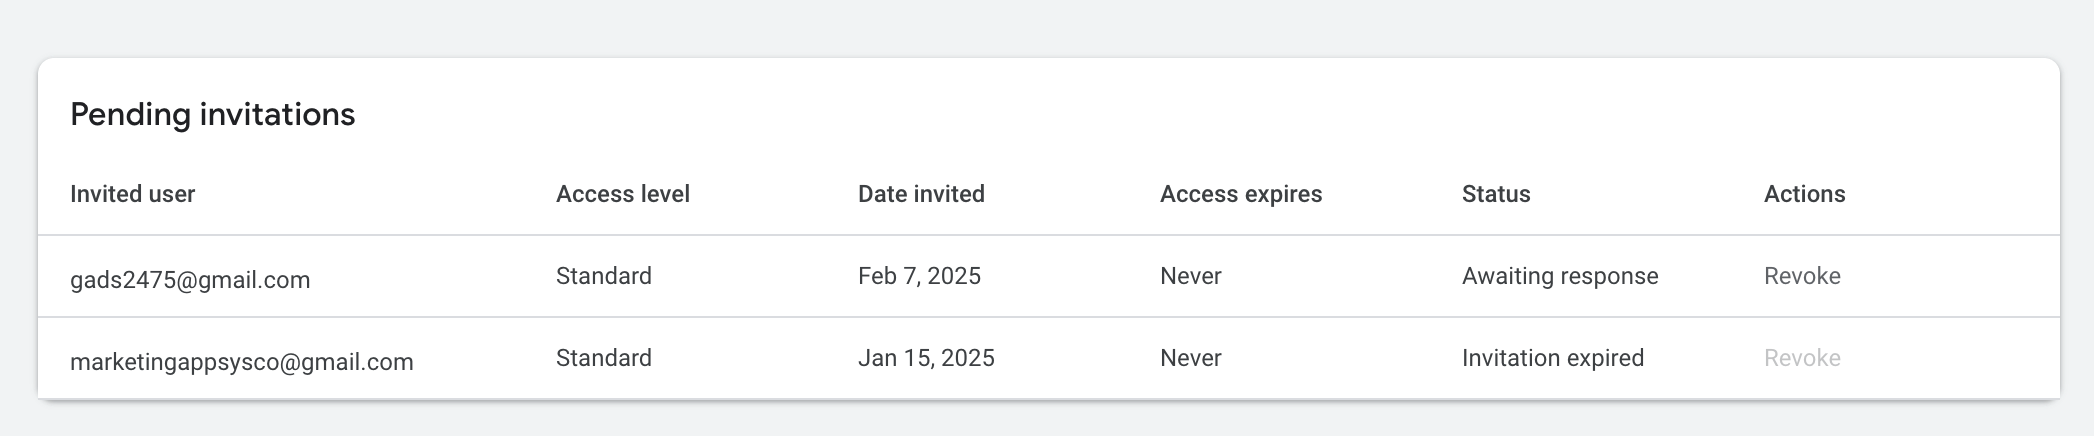 Pending invitations
Invited user Access level Date invited Access expires Status Actions
gads2475@gmail.com Standard Feb 7, 2025 Never Awaiting response Revoke
marketingappsysco@gmail.com Standard Jan 15, 2025 Never Invitation expired Revoke